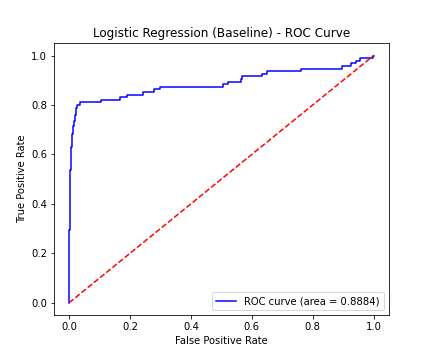 Logistic Regression (Baseline) - ROC Curve
1.0
0.8
0.6
0.4
0.2
0.0
True Positive Rate
ROC curve (area = 0.8884)
0.0 0.2 0.4 0.6 0.8 1.0
False Positive Rate